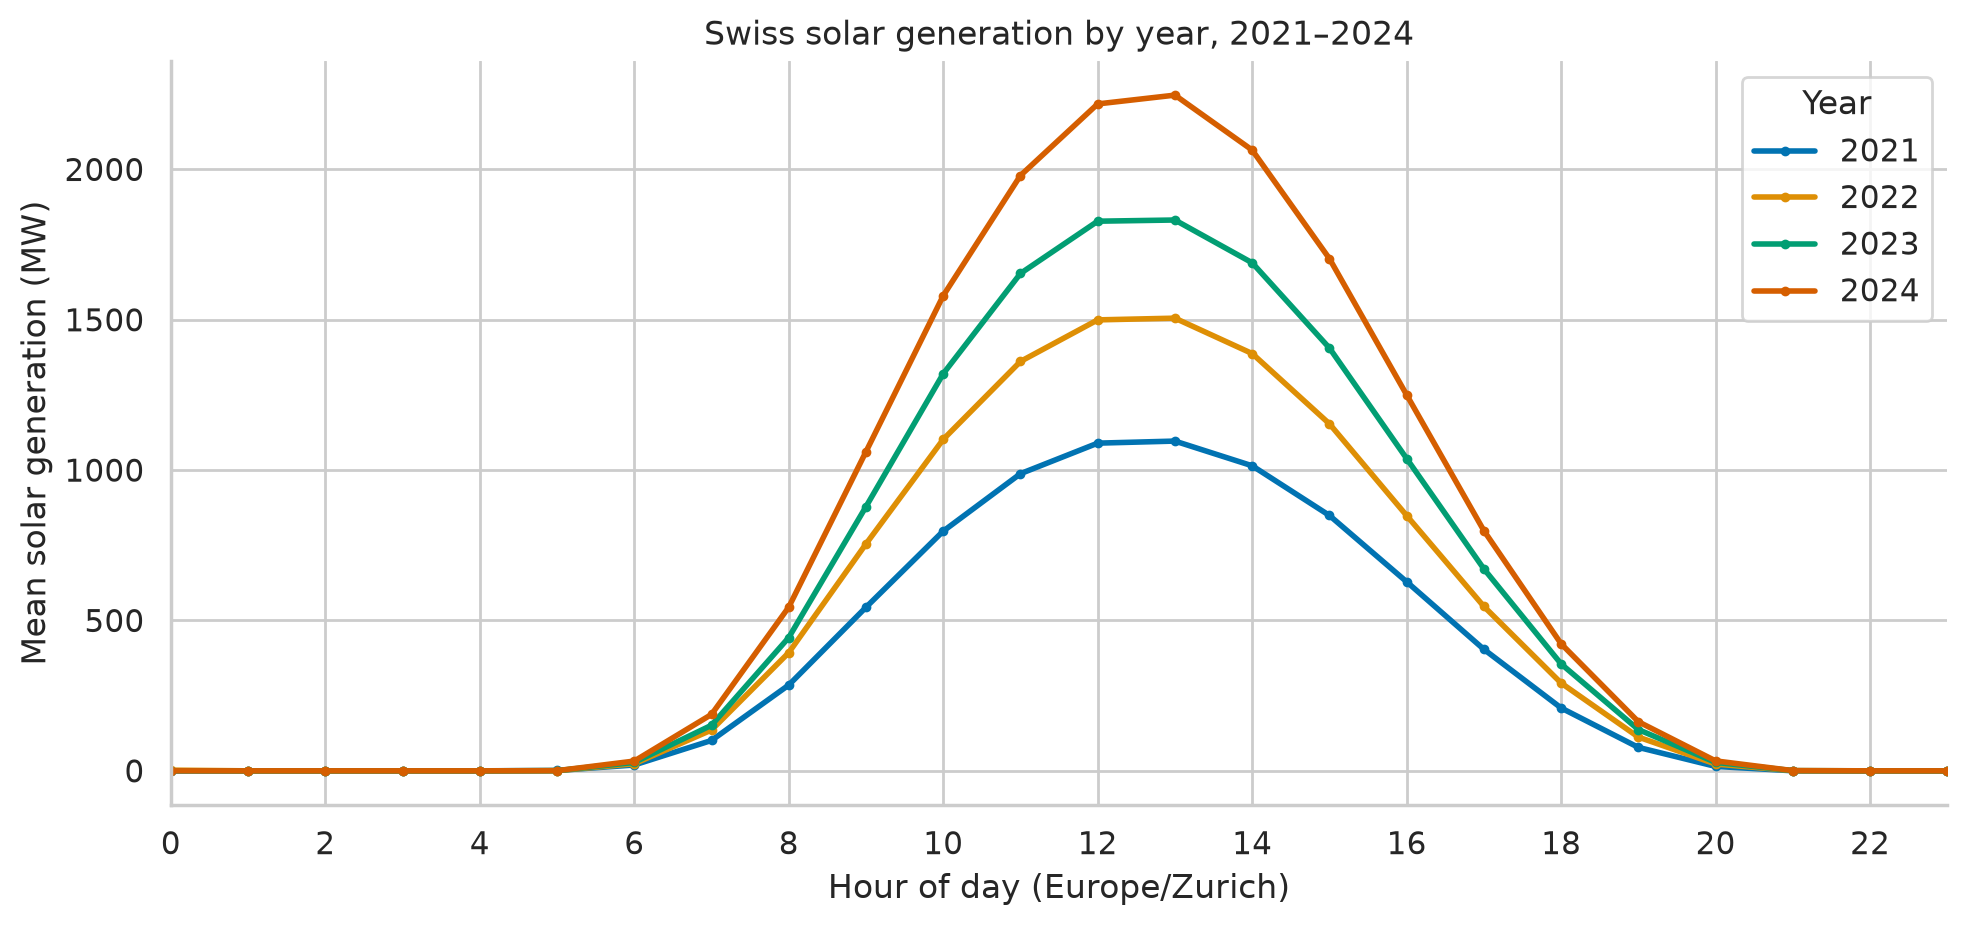 Swiss solar generation by year, 2021–2024
Mean solar generation (MW)
2000
1500
1000
500
0
Year
2021
2022
2023
2024
0 2 4 6 8 10 12 14 16 18 20 22
Hour of day (Europe/Zurich)